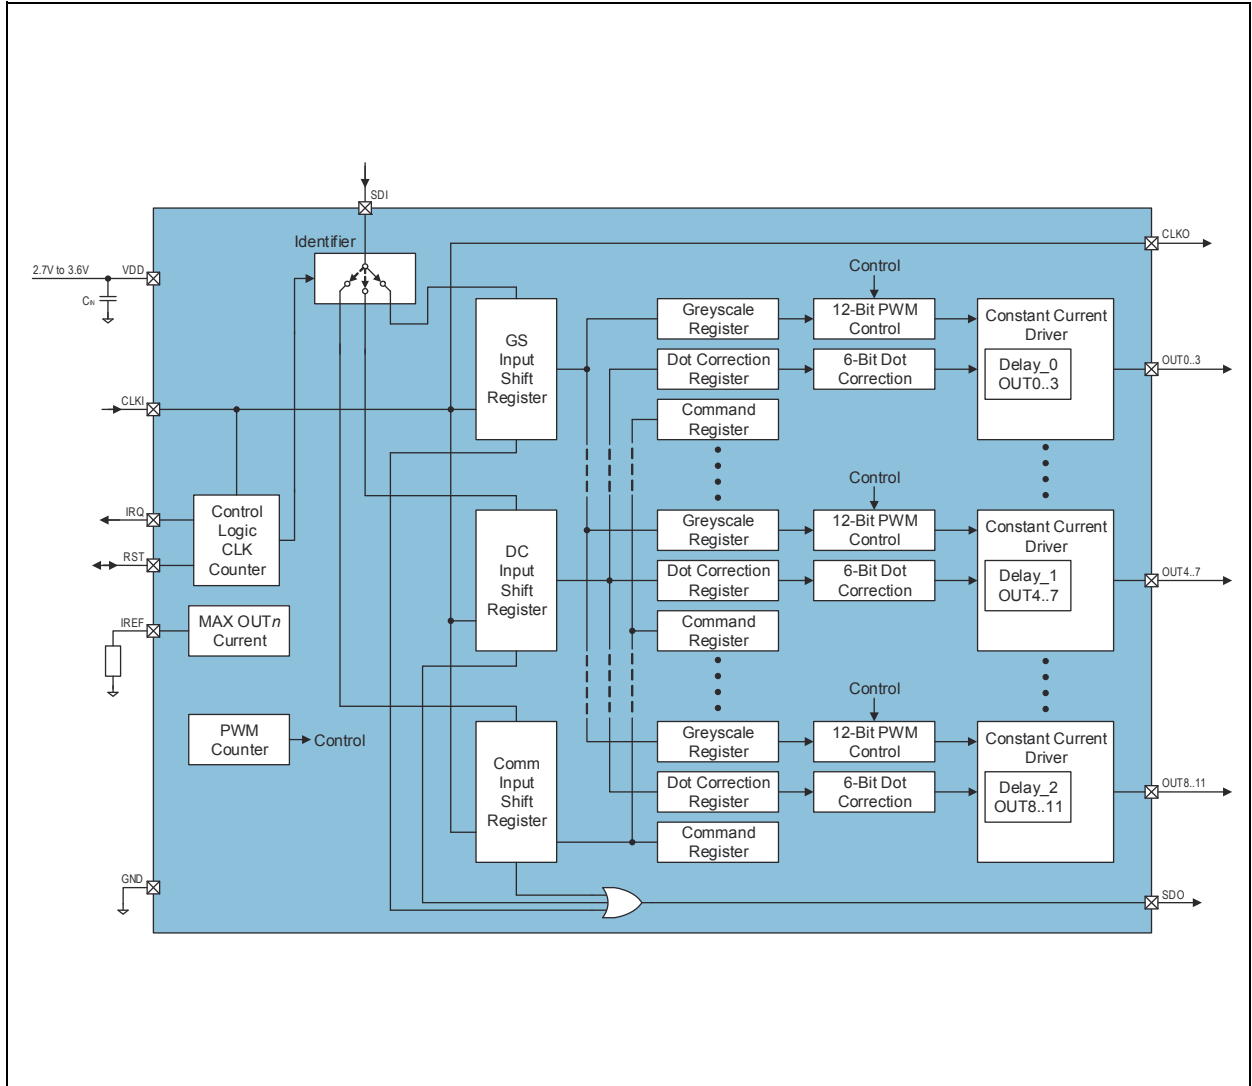 SDI
CLKO
Identifier
2.7V to 3.6V
VDD
CIN
Control
Greyscale
Register
12-Bit PWM
Control
Constant Current
Driver
GS
Input
Shift
Register
Dot Correction
Register
6-Bit Dot
Correction
Delay_0
OUT0..3
OUT0..3
CLKI
Command
Register
Control
IRQ
Control
Logic
CLK
Counter
RST
Greyscale
Register
12-Bit PWM
Control
Constant Current
Driver
DC
Input
Shift
Register
Dot Correction
Register
6-Bit Dot
Correction
Delay_1
OUT4..7
OUT4..7
IREF
MAX OUTn
Current
Command
Register
Control
PWM
Counter
Control
Greyscale
Register
12-Bit PWM
Control
Constant Current
Driver
Comm
Input
Shift
Register
Dot Correction
Register
6-Bit Dot
Correction
Delay_2
OUT8..11
OUT8..11
Command
Register
GND
SDO